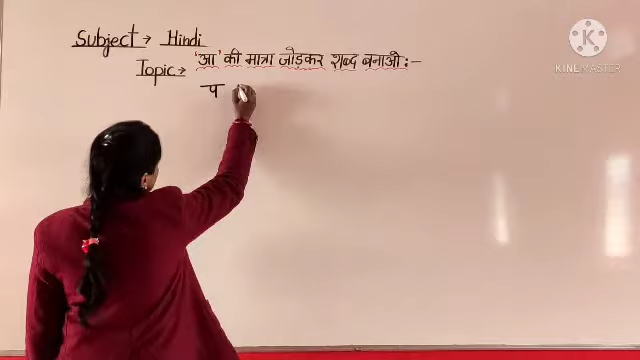 Subject → Hindi
Topic → 'आ' की मात्रा जोड़कर शब्द बनाओ :-
प
K
KINEMASTER